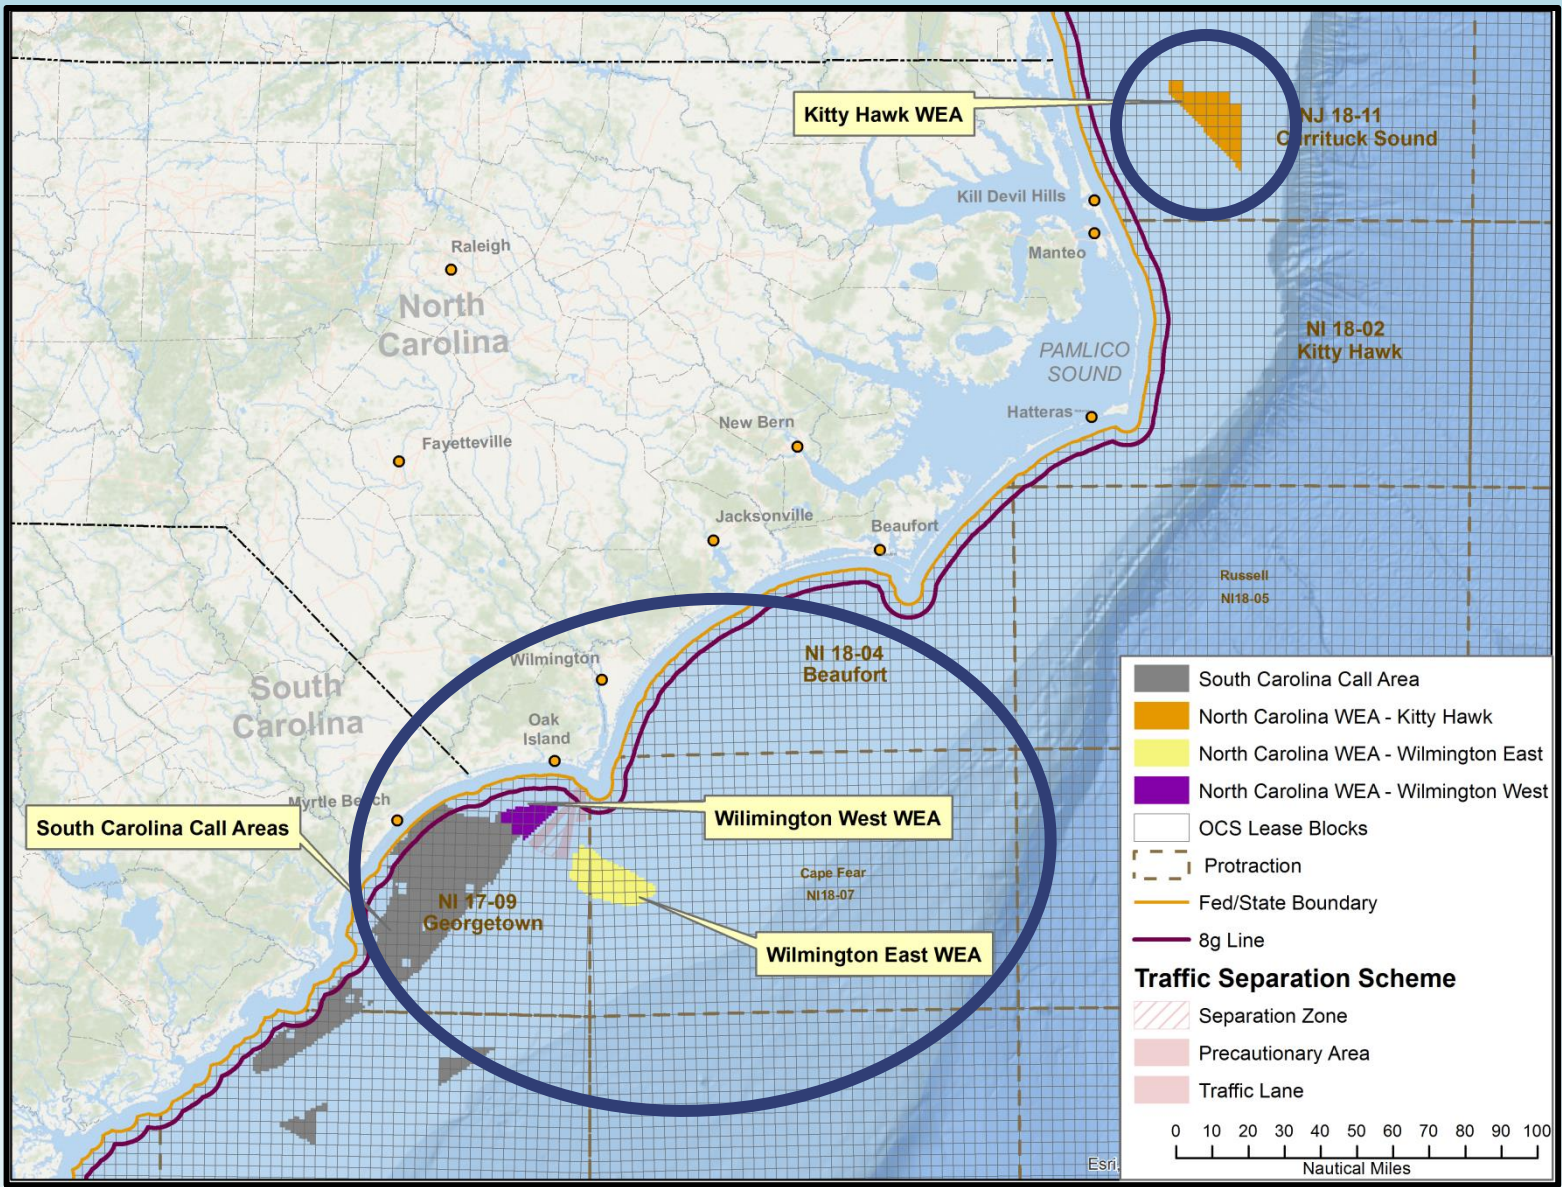 Kitty Hawk WEA
NJ 18-11
Currituck Sound
Kill Devil Hills
Manteo
Raleigh
North
Carolina
NI 18-02
Kitty Hawk
PAMLICO
SOUND
Hatteras
New Bern
Fayetteville
Jacksonville
Beaufort
Russell
NI18-05
NI 18-04
Beaufort
Wilmington
South
Carolina
Oak
Island
Myrtle Beach
South Carolina Call Areas
Wilimington West WEA
Cape Fear
NI18-07
NI 17-09
Georgetown
Wilmington East WEA
South Carolina Call Area
North Carolina WEA - Kitty Hawk
North Carolina WEA - Wilmington East
North Carolina WEA - Wilmington West
OCS Lease Blocks
Protraction
Fed/State Boundary
8g Line
Traffic Separation Scheme
Separation Zone
Precautionary Area
Traffic Lane
0 10 20 30 40 50 60 70 80 90 100
Nautical Miles
Esri,